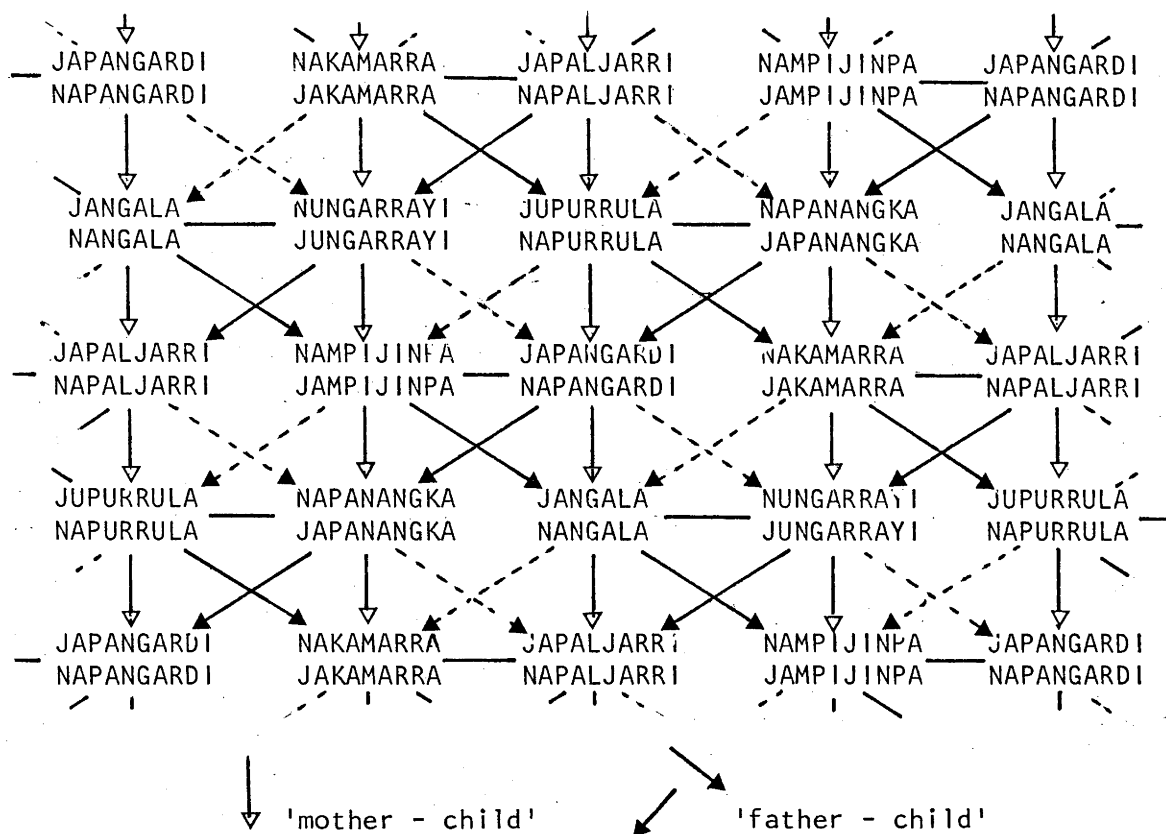 JAPANGARDI NAKAMARRA JAPALJARRI NAMPIJINPA JAPANGARDI
NAPANGARDI JAKAMARRA NAPALJARRI JAMPIJINPA NAPANGARDI
JANGALA NUNGARRAYI JUPURRULA NAPANANGKA JANGALA
NANGALA JUNGARRAYI NAPURRULA JAPANANGKA NANGALA
JAPALJARRI NAMPIJINPA JAPANGARDI NAKAMARRA JAPALJARRI
NAPALJARRI JAMPIJINPA NAPANGARDI JAKAMARRA NAPALJARRI
JUPURRULA NAPANANGKA JANGALA NUNGARRAYI JUPURRULA
NAPURRULA JAPANANGKA NANGALA JUNGARRAYI NAPURRULA
JAPANGARDI NAKAMARRA JAPALJARRI NAMPIJINPA JAPANGARDI
NAPANGARDI JAKAMARRA NAPALJARRI JAMPIJINPA NAPANGARDI
'mother - child' 'father - child'